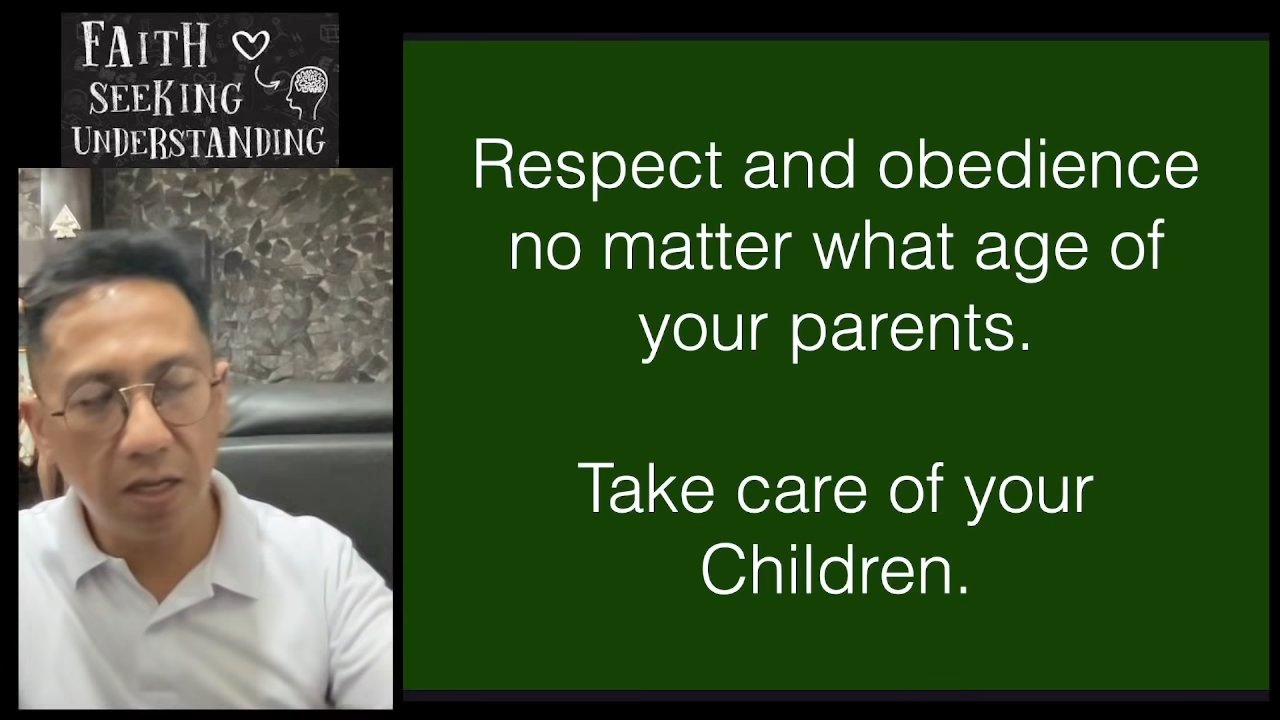 FAITH
SEEKING
UNDERSTANDING
Respect and obedience
no matter what age of
your parents.
Take care of your
Children.